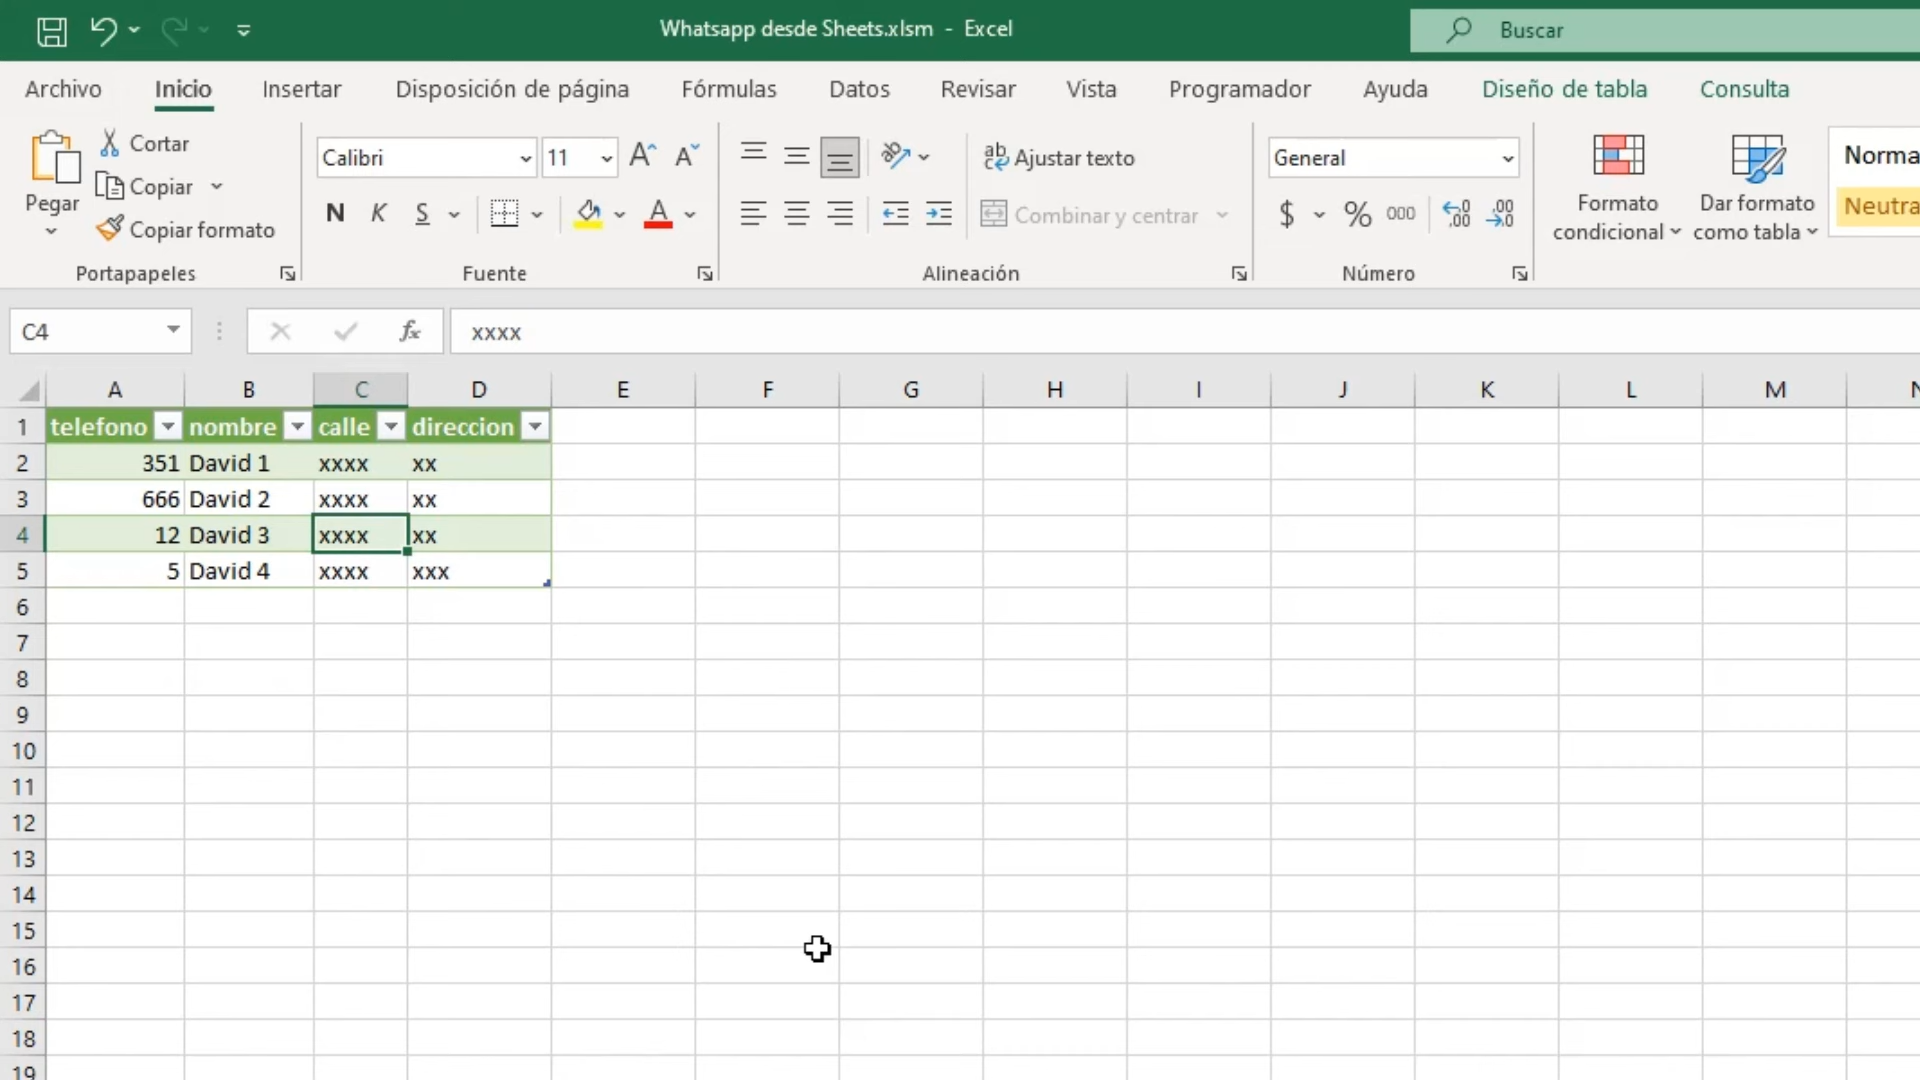 Whatsapp desde Sheets.xlsm - Excel
Buscar
Archivo Inicio Insertar Disposición de página Fórmulas Datos Revisar Vista Programador Ayuda Diseño de tabla Consulta
Pegar
Cortar
Copiar
Copiar formato
Portapapeles
Calibri 11
N K S
Fuente
Ajustar texto
Combinar y centrar
Alineación
General
$ % 000
Número
Formato condicional
Dar formato como tabla
Norma
Neutra
C4 fx xxxx
A B C D E F G H I J K L M
1 telefono nombre calle direccion
2 351 David 1 xxxx xx
3 666 David 2 xxxx xx
4 12 David 3 xxxx xx
5 5 David 4 xxxx xxx
6
7
8
9
10
11
12
13
14
15
16
17
18
19